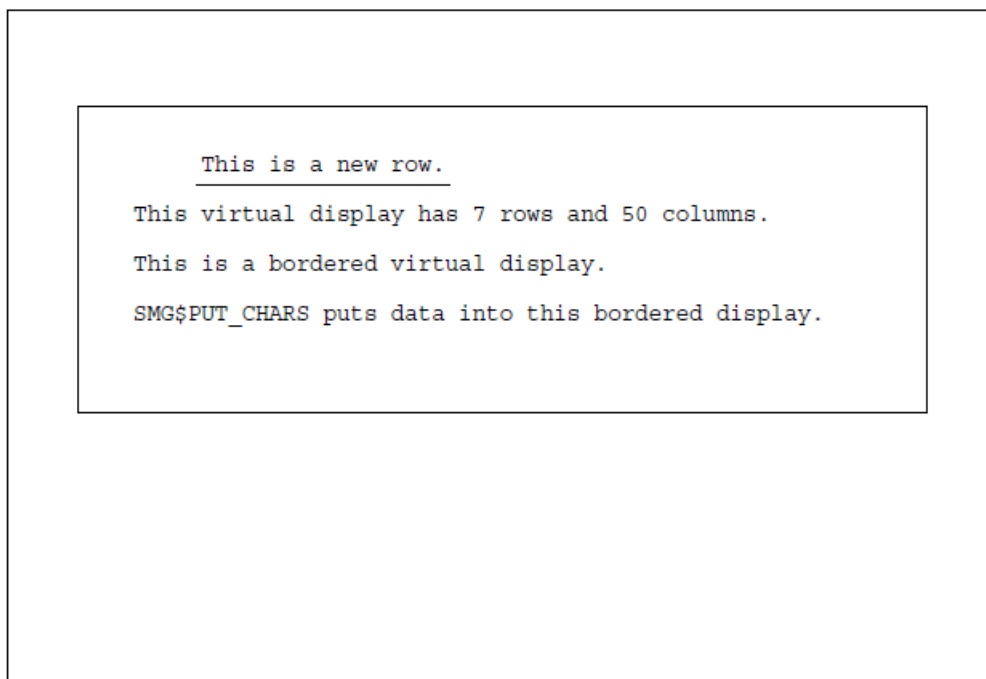 This is a new row.
This virtual display has 7 rows and 50 columns.
This is a bordered virtual display.
SMG$PUT_CHARS puts data into this bordered display.